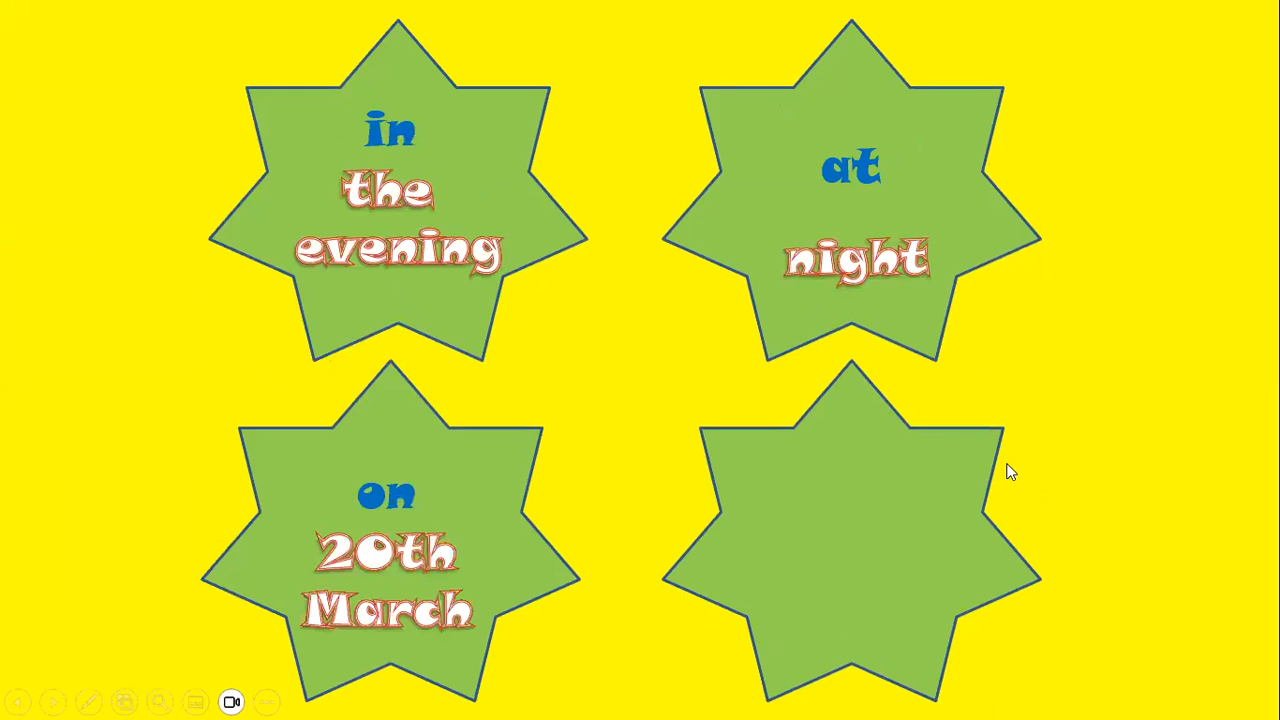 in
the
evening
at
night
on
20th
March